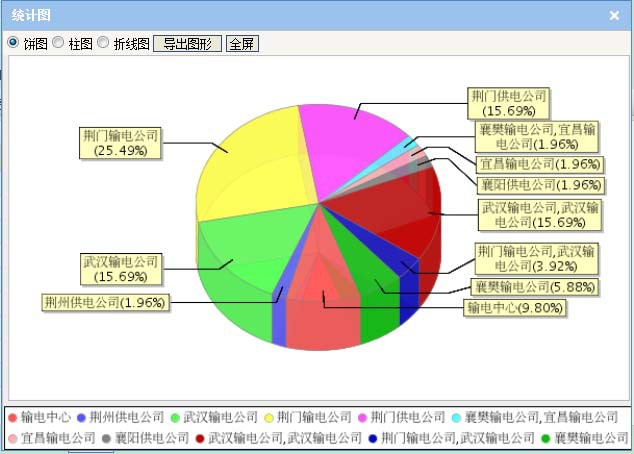 统计图
饼图 柱图 折线图 导出图形 全屏
荆门供电公司
(15.69%)
荆门输电公司
(25.49%)
襄樊输电公司,宜昌输
电公司(1.96%)
宜昌输电公司(1.96%)
襄阳供电公司(1.96%)
武汉输电公司,武汉输
电公司(15.69%)
武汉输电公司
(15.69%)
荆门输电公司,武汉输
电公司(3.92%)
襄樊输电公司(5.88%)
荆州供电公司(1.96%)
输电中心(9.80%)
输电中心 荆州供电公司 武汉输电公司 荆门输电公司 荆门供电公司 襄樊输电公司,宜昌输电公司
宜昌输电公司 襄阳供电公司 武汉输电公司,武汉输电公司 荆门输电公司,武汉输电公司 襄樊输电公司